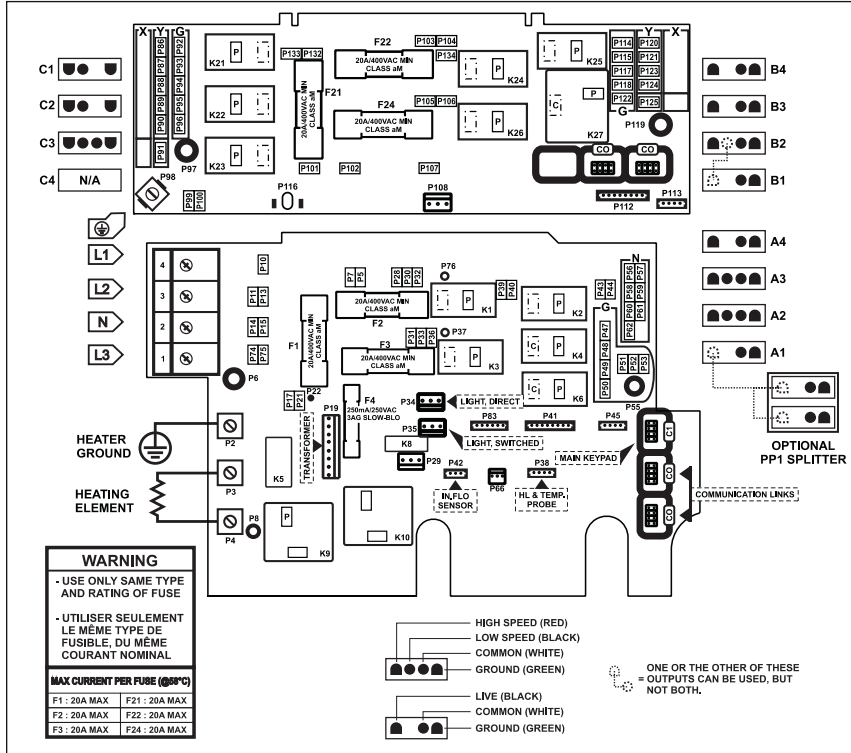 X Y G
P86
P87
P88
P89
P90
P91
P92
P93
P94
P95
P96
P97
P98
P99
P100
C1
C2
C3
C4 N/A
K21
K22
K23
P133 P132
F21
20A/400VAC MIN
CLASS aM
F22
20A/400VAC MIN
CLASS aM
F24
20A/400VAC MIN
CLASS aM
P103 P104
P134
P105 P106
P101
P102
P107
P108
P116
K24
K25
K26
K27
P P P P P P P
C
Y X
P114 P120
P115 P121
P117 P123
P118 P124
P122 P125
G
P119
CO
CO
P112
P113
B4
B3
B2
B1
A4
A3
A2
A1
OPTIONAL
PP1 SPLITTER
L1
L2
N
L3
4
3
2
1
P10
P11 P13
P14 P15
P74 P75
P6
P17 P21
P22
P7 P5
P28 P30 P32
P76
P39 P40
P31 P33 P36
P37
F1
20A/400VAC MIN
CLASS aM
F2
20A/400VAC MIN
CLASS aM
F3
20A/400VAC MIN
CLASS aM
F4
250mA/250VAC
3AG SLOW-BLO
K1
K2
K3
K4
K6
P
P
P
C
C
N
P43 P44
P56 P57
P58 P59
P60 P61
P62
G
P47
P48
P49
P50
P51 P52 P53
P55
P19
TRANSFORMER
P34
LIGHT, DIRECT
P35
LIGHT, SWITCHED
K8
P29
P83
P41
P45
MAIN KEYPAD
C1
CO
CO
COMMUNICATION LINKS
P42
IN.FLO
SENSOR
P66
P38
HL & TEMP.
PROBE
HEATER
GROUND
P2
HEATING
ELEMENT
P3
P4
K5
P8
P
K9
P
K10
WARNING
- USE ONLY SAME TYPE
AND RATING OF FUSE
- UTILISER SEULEMENT
LE MÊME TYPE DE
FUSIBLE, DU MÊME
COURANT NOMINAL
MAX CURRENT PER FUSE (@58°C)
F1 : 20A MAX F21 : 20A MAX
F2 : 20A MAX F22 : 20A MAX
F3 : 20A MAX F24 : 20A MAX
HIGH SPEED (RED)
LOW SPEED (BLACK)
COMMON (WHITE)
GROUND (GREEN)
LIVE (BLACK)
COMMON (WHITE)
GROUND (GREEN)
= ONE OR THE OTHER OF THESE
OUTPUTS CAN BE USED, BUT
NOT BOTH.